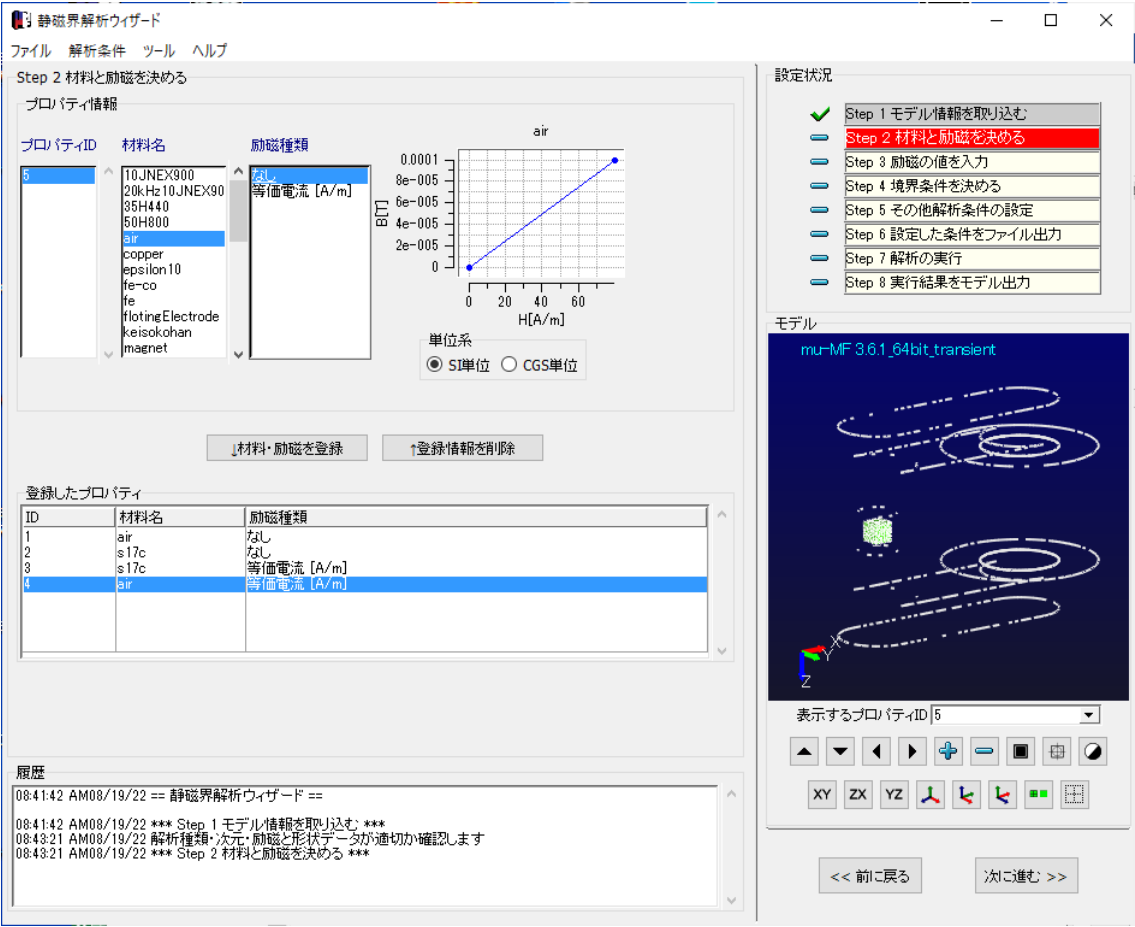 静磁界解析ウィザード
ファイル 解析条件 ツール ヘルプ
Step 2 材料と励磁を決める
プロパティ情報
プロパティID 材料名 励磁種類
5
10JNEX900
20kHz10JNEX90
35H440
50H800
air
copper
epsilon10
fe-co
fe
flotingElectrode
keisokohan
magnet
なし
等価電流 [A/m]
air
0.0001
8e-005
6e-005
4e-005
2e-005
0
B[T]
0 20 40 60
H[A/m]
単位系
SI単位 CGS単位
↓材料・励磁を登録 ↑登録情報を削除
登録したプロパティ
ID 材料名 励磁種類
1 air なし
2 s17c なし
3 s17c 等価電流 [A/m]
4 air 等価電流 [A/m]
履歴
08:41:42 AM08/19/22 == 静磁界解析ウィザード ==
08:41:42 AM08/19/22 *** Step 1 モデル情報を取り込む ***
08:43:21 AM08/19/22 解析種類・次元・励磁と形状データが適切か確認します
08:43:21 AM08/19/22 *** Step 2 材料と励磁を決める ***
設定状況
Step 1 モデル情報を取り込む
Step 2 材料と励磁を決める
Step 3 励磁の値を入力
Step 4 境界条件を決める
Step 5 その他解析条件の設定
Step 6 設定した条件をファイル出力
Step 7 解析の実行
Step 8 実行結果をモデル出力
モデル
mu-MF 3.6.1_64bit_transient
X
Y
Z
表示するプロパティID 5
XY ZX YZ
<< 前に戻る 次に進む >>